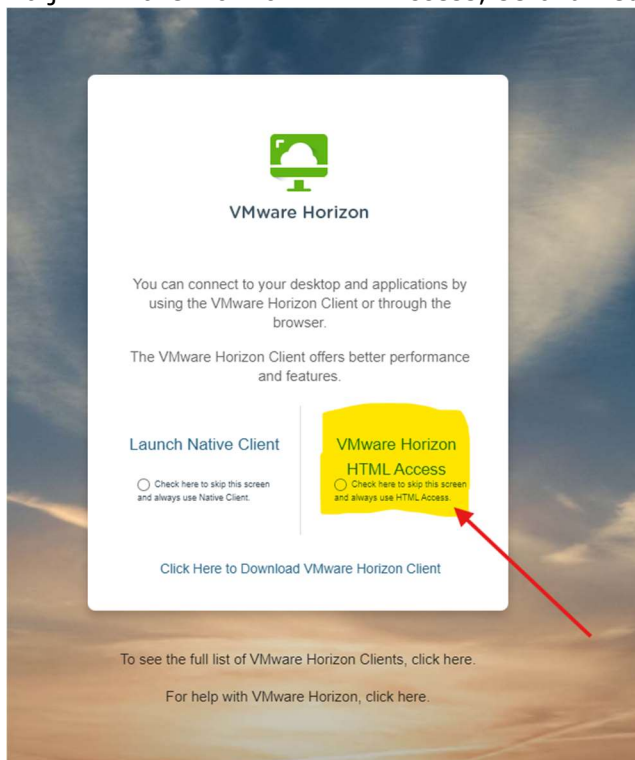 VMware Horizon
You can connect to your desktop and applications by
using the VMware Horizon Client or through the
browser.
The VMware Horizon Client offers better performance
and features.
Launch Native Client
Check here to skip this screen
and always use Native Client.
VMware Horizon
HTML Access
Check here to skip this screen
and always use HTML Access.
Click Here to Download VMware Horizon Client
To see the full list of VMware Horizon Clients, click here.
For help with VMware Horizon, click here.